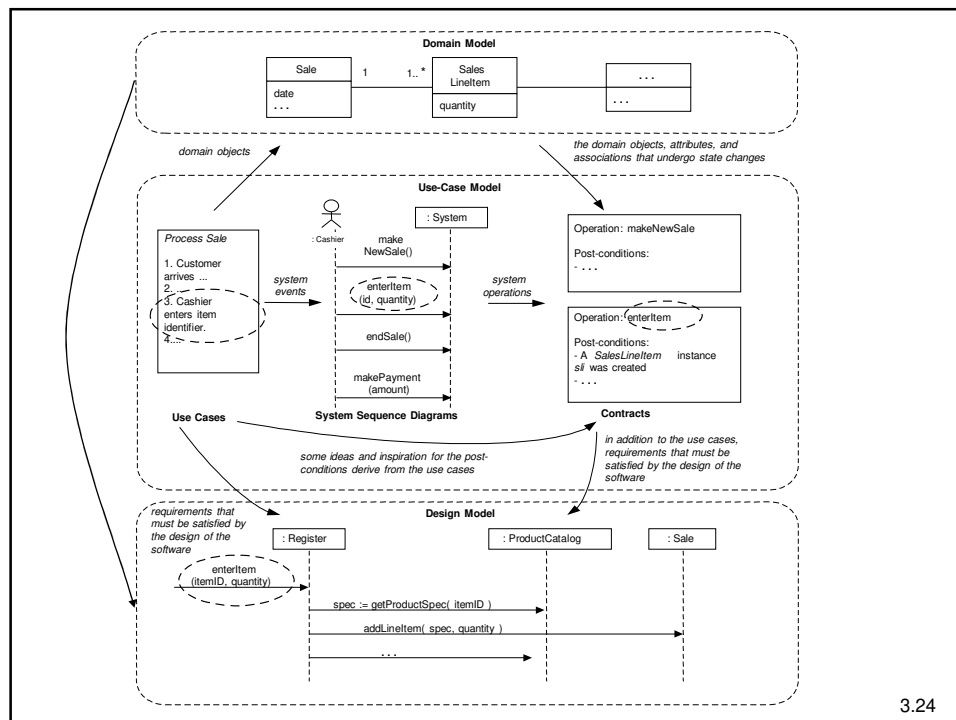 Domain Model
Sale
date
. . .
1
1.. *
Sales
LineItem
quantity
. . .
. . .
domain objects
the domain objects, attributes, and
associations that undergo state changes
Use-Case Model
Process Sale
1. Customer
arrives ...
2. ...
3. Cashier
enters item
identifier.
4....
system
events
: Cashier
: System
make
NewSale()
enterItem
(id, quantity)
endSale()
makePayment
(amount)
system
operations
Operation: makeNewSale
Post-conditions:
- . . .
Operation: enterItem
Post-conditions:
- A SalesLineItem instance
sli was created
- . . .
Use Cases
System Sequence Diagrams
Contracts
some ideas and inspiration for the post-
conditions derive from the use cases
in addition to the use cases,
requirements that must be
satisfied by the design of the
software
Design Model
requirements that
must be satisfied by
the design of the
software
: Register
: ProductCatalog
: Sale
enterItem
(itemID, quantity)
spec := getProductSpec( itemID )
addLineItem( spec, quantity )
. . .
3.24